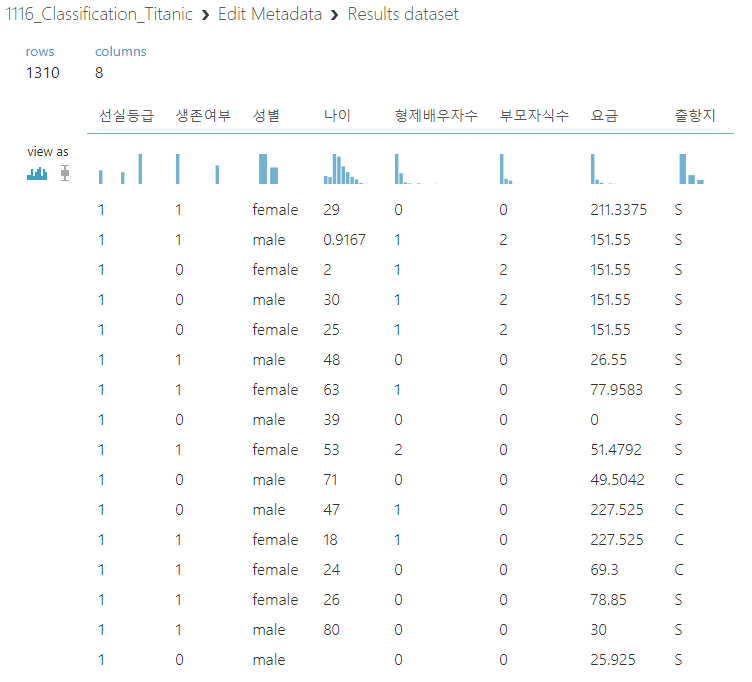 1116_Classification_Titanic › Edit Metadata › Results dataset
rows columns
1310 8
선실등급 생존여부 성별 나이 형제배우자수 부모자식수 요금 출항지
view as
1 1 female 29 0 0 211.3375 S
1 1 male 0.9167 1 2 151.55 S
1 0 female 2 1 2 151.55 S
1 0 male 30 1 2 151.55 S
1 0 female 25 1 2 151.55 S
1 1 male 48 0 0 26.55 S
1 1 female 63 1 0 77.9583 S
1 0 male 39 0 0 0 S
1 1 female 53 2 0 51.4792 S
1 0 male 71 0 0 49.5042 C
1 0 male 47 1 0 227.525 C
1 1 female 18 1 0 227.525 C
1 1 female 24 0 0 69.3 C
1 1 female 26 0 0 78.85 S
1 1 male 80 0 0 30 S
1 0 male 0 0 25.925 S